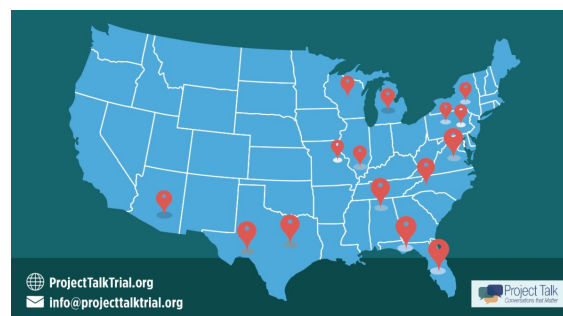 ProjectTalkTrial.org
info@projecttalktrial.org
Project Talk
Conversations that Matter